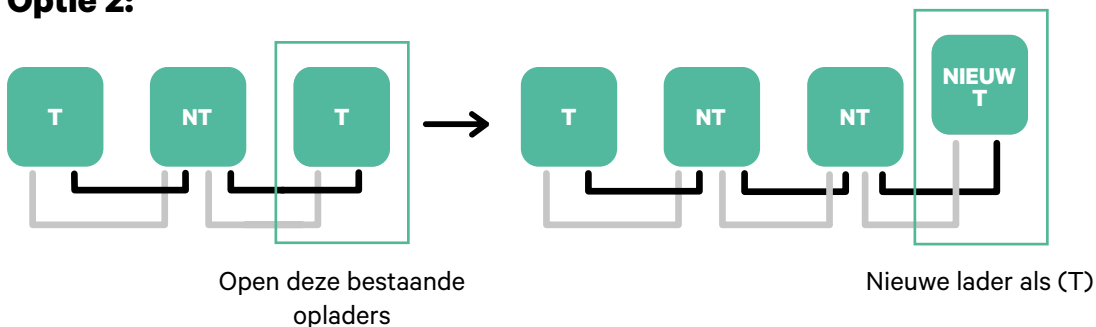 Optie 2:
T
NT
T
T
NT
NT
NIEUW
T
Open deze bestaande
opladers
Nieuwe lader als (T)